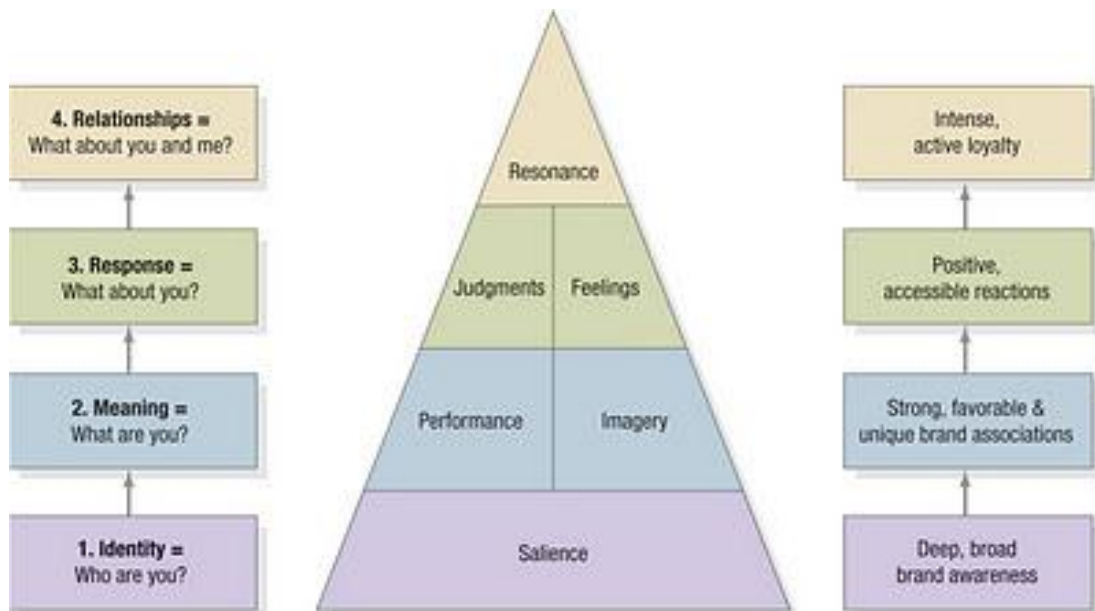 4. Relationships =
What about you and me?
3. Response =
What about you?
2. Meaning =
What are you?
1. Identity =
Who are you?
Resonance
Judgments
Feelings
Performance
Imagery
Salience
Intense,
active loyalty
Positive,
accessible reactions
Strong, favorable &
unique brand associations
Deep, broad
brand awareness